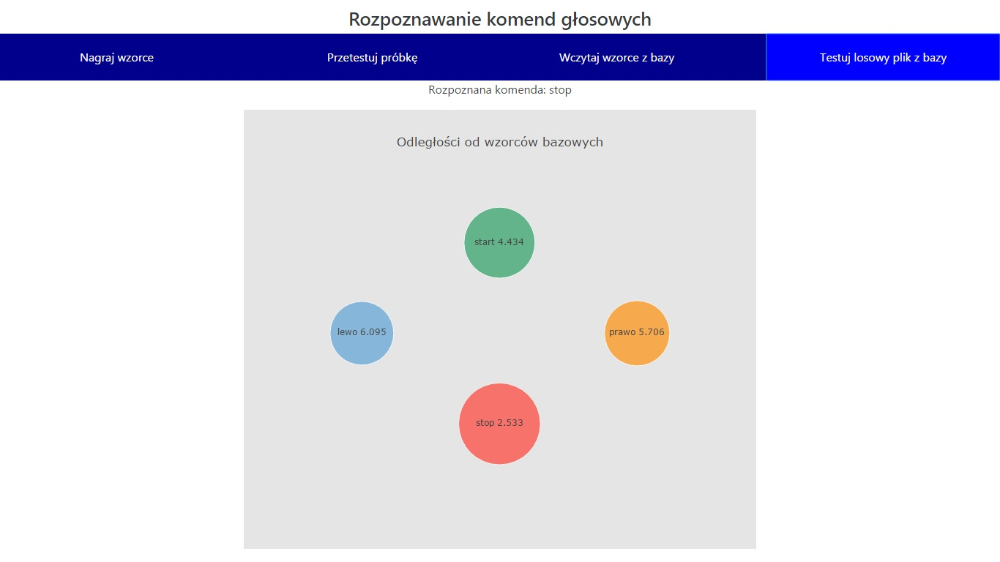 Rozpoznawanie komend głosowych
Nagraj wzorce
Przetestuj próbkę
Wczytaj wzorce z bazy
Testuj losowy plik z bazy
Rozpoznana komenda: stop
Odległości od wzorców bazowych
start 4.434
lewo 6.095
prawo 5.706
stop 2.533